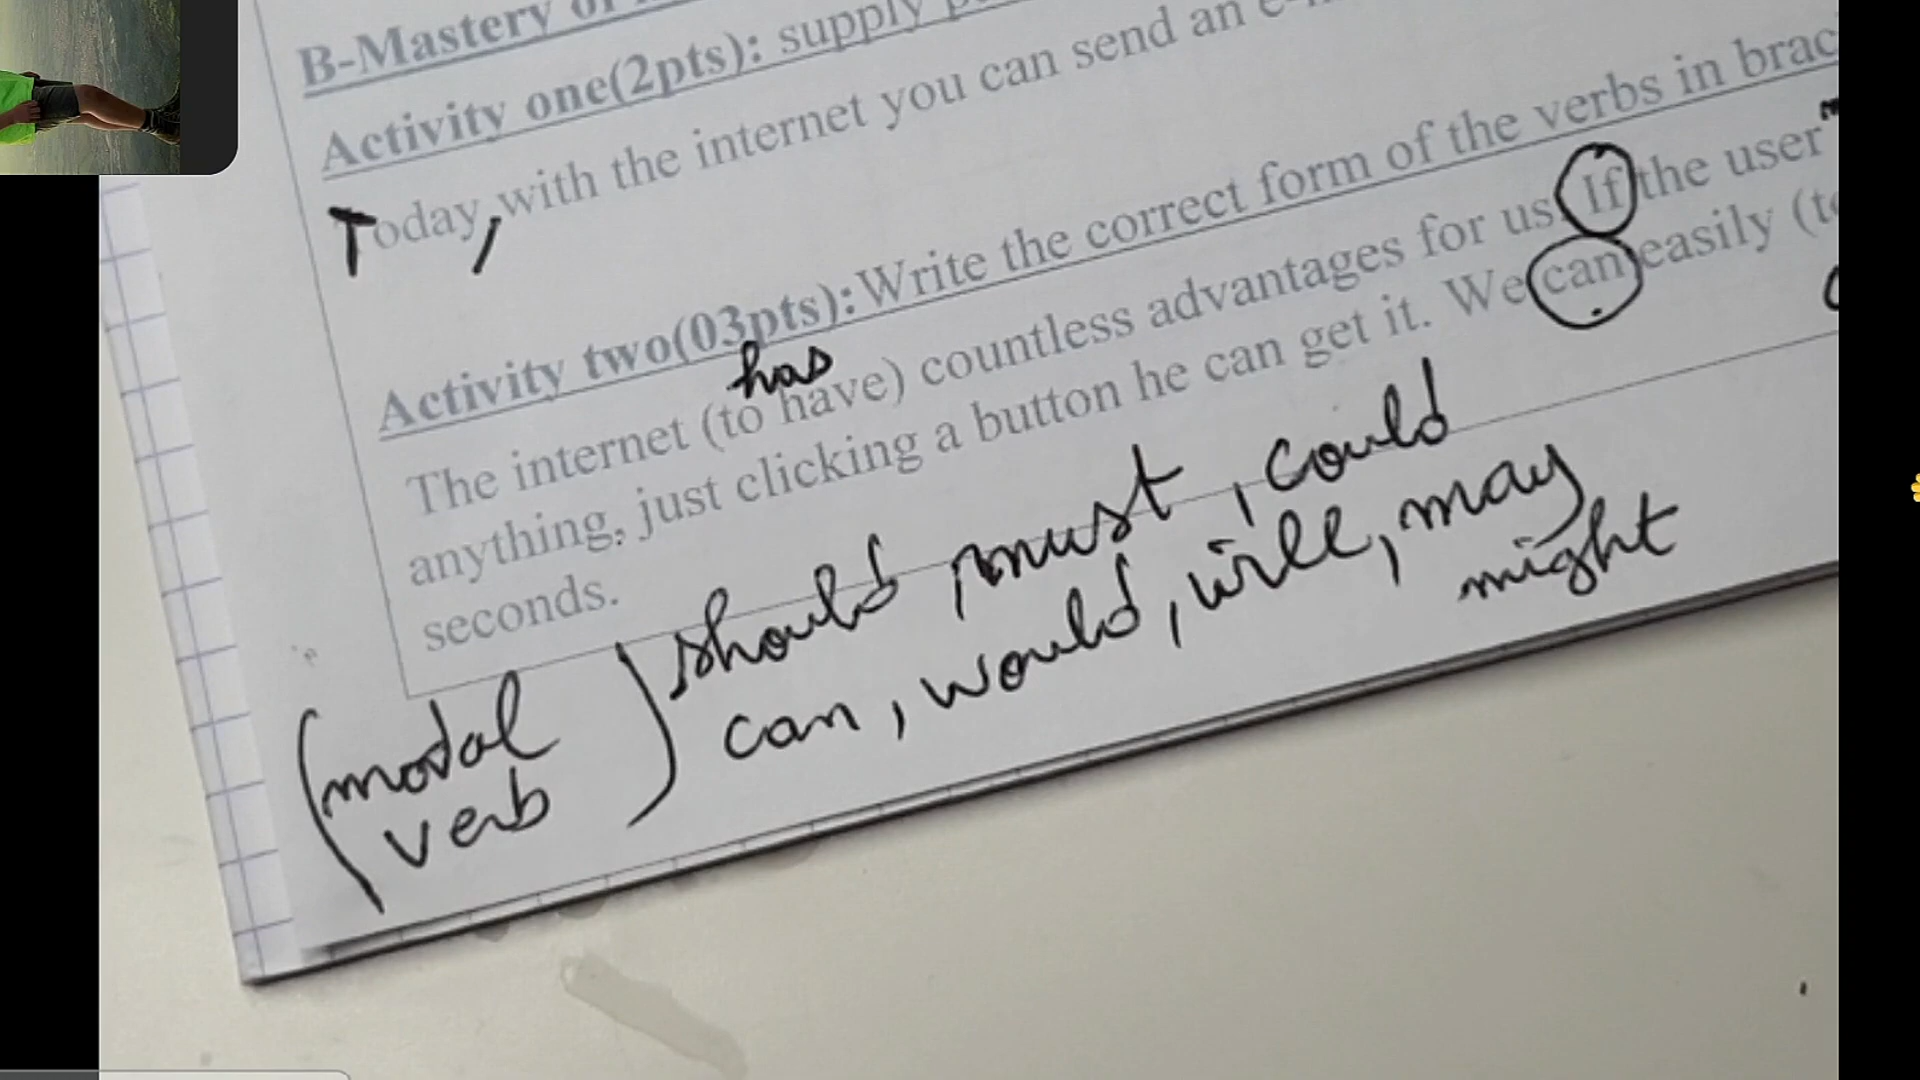 B-Mastery of
Activity one(2pts): supply
Today, with the internet you can send an e-
Activity two(03pts): Write the correct form of the verbs in brac
has
The internet (to have) countless advantages for us. If the user
anything, just clicking a button he can get it. We can easily (to
seconds.
(modal verb) should, must, could
can, would, will, may
might